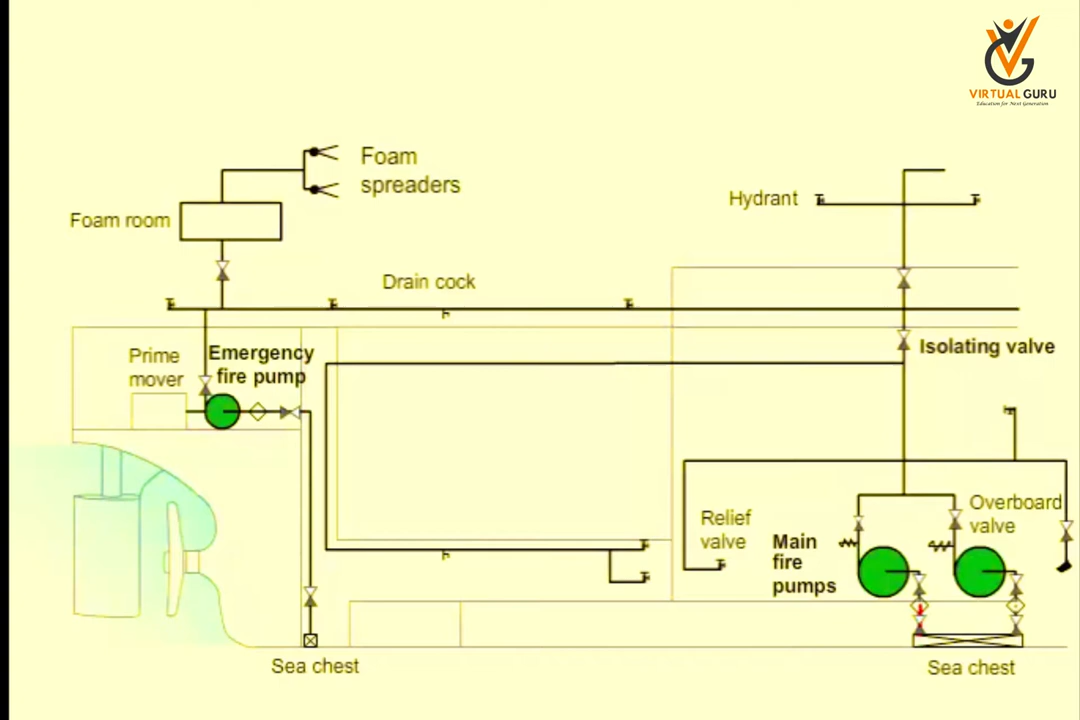 VIRTUAL GURU
Education for Next Generation
Foam
spreaders
Foam room
Hydrant
Drain cock
Prime
mover
Emergency
fire pump
Isolating valve
Relief
valve
Main
fire
pumps
Overboard
valve
Sea chest
Sea chest